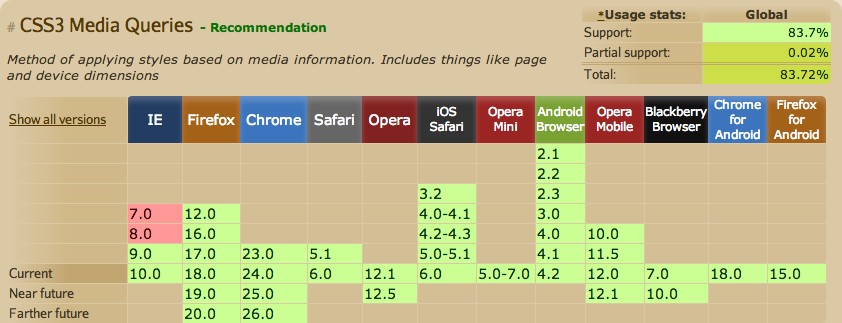 # CSS3 Media Queries - Recommendation
*Usage stats: Global
Support: 83.7%
Partial support: 0.02%
Total: 83.72%
Method of applying styles based on media information. Includes things like page
and device dimensions
Show all versions IE Firefox Chrome Safari Opera iOS Safari Opera Mini Android Browser Opera Mobile Blackberry Browser Chrome for Android Firefox for Android
2.1
2.2
3.2 2.3
7.0 12.0 4.0-4.1 3.0
8.0 16.0 4.2-4.3 4.0 10.0
9.0 17.0 23.0 5.1 5.0-5.1 4.1 11.5
Current 10.0 18.0 24.0 6.0 12.1 6.0 5.0-7.0 4.2 12.0 7.0 18.0 15.0
Near future 19.0 25.0 12.5 12.1 10.0
Farther future 20.0 26.0